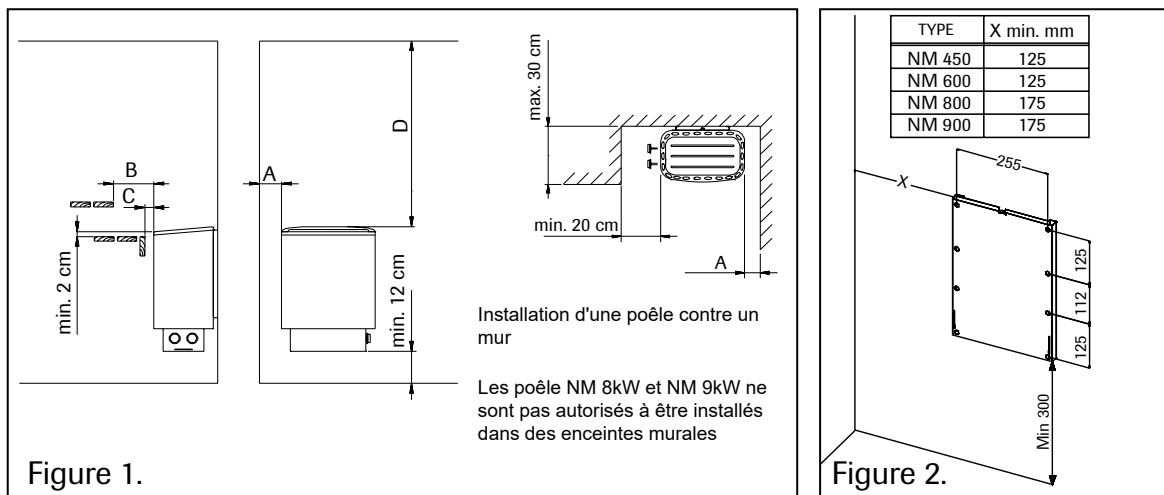 B
C
min. 2 cm
A
D
min. 12 cm
max. 30 cm
min. 20 cm
A
Installation d'une poêle contre un
mur
Les poêle NM 8kW et NM 9kW ne
sont pas autorisés à être installés
dans des enceintes murales
Figure 1.
TYPE X min. mm
NM 450 125
NM 600 125
NM 800 175
NM 900 175
255
X
125
112
125
Min 300
Figure 2.